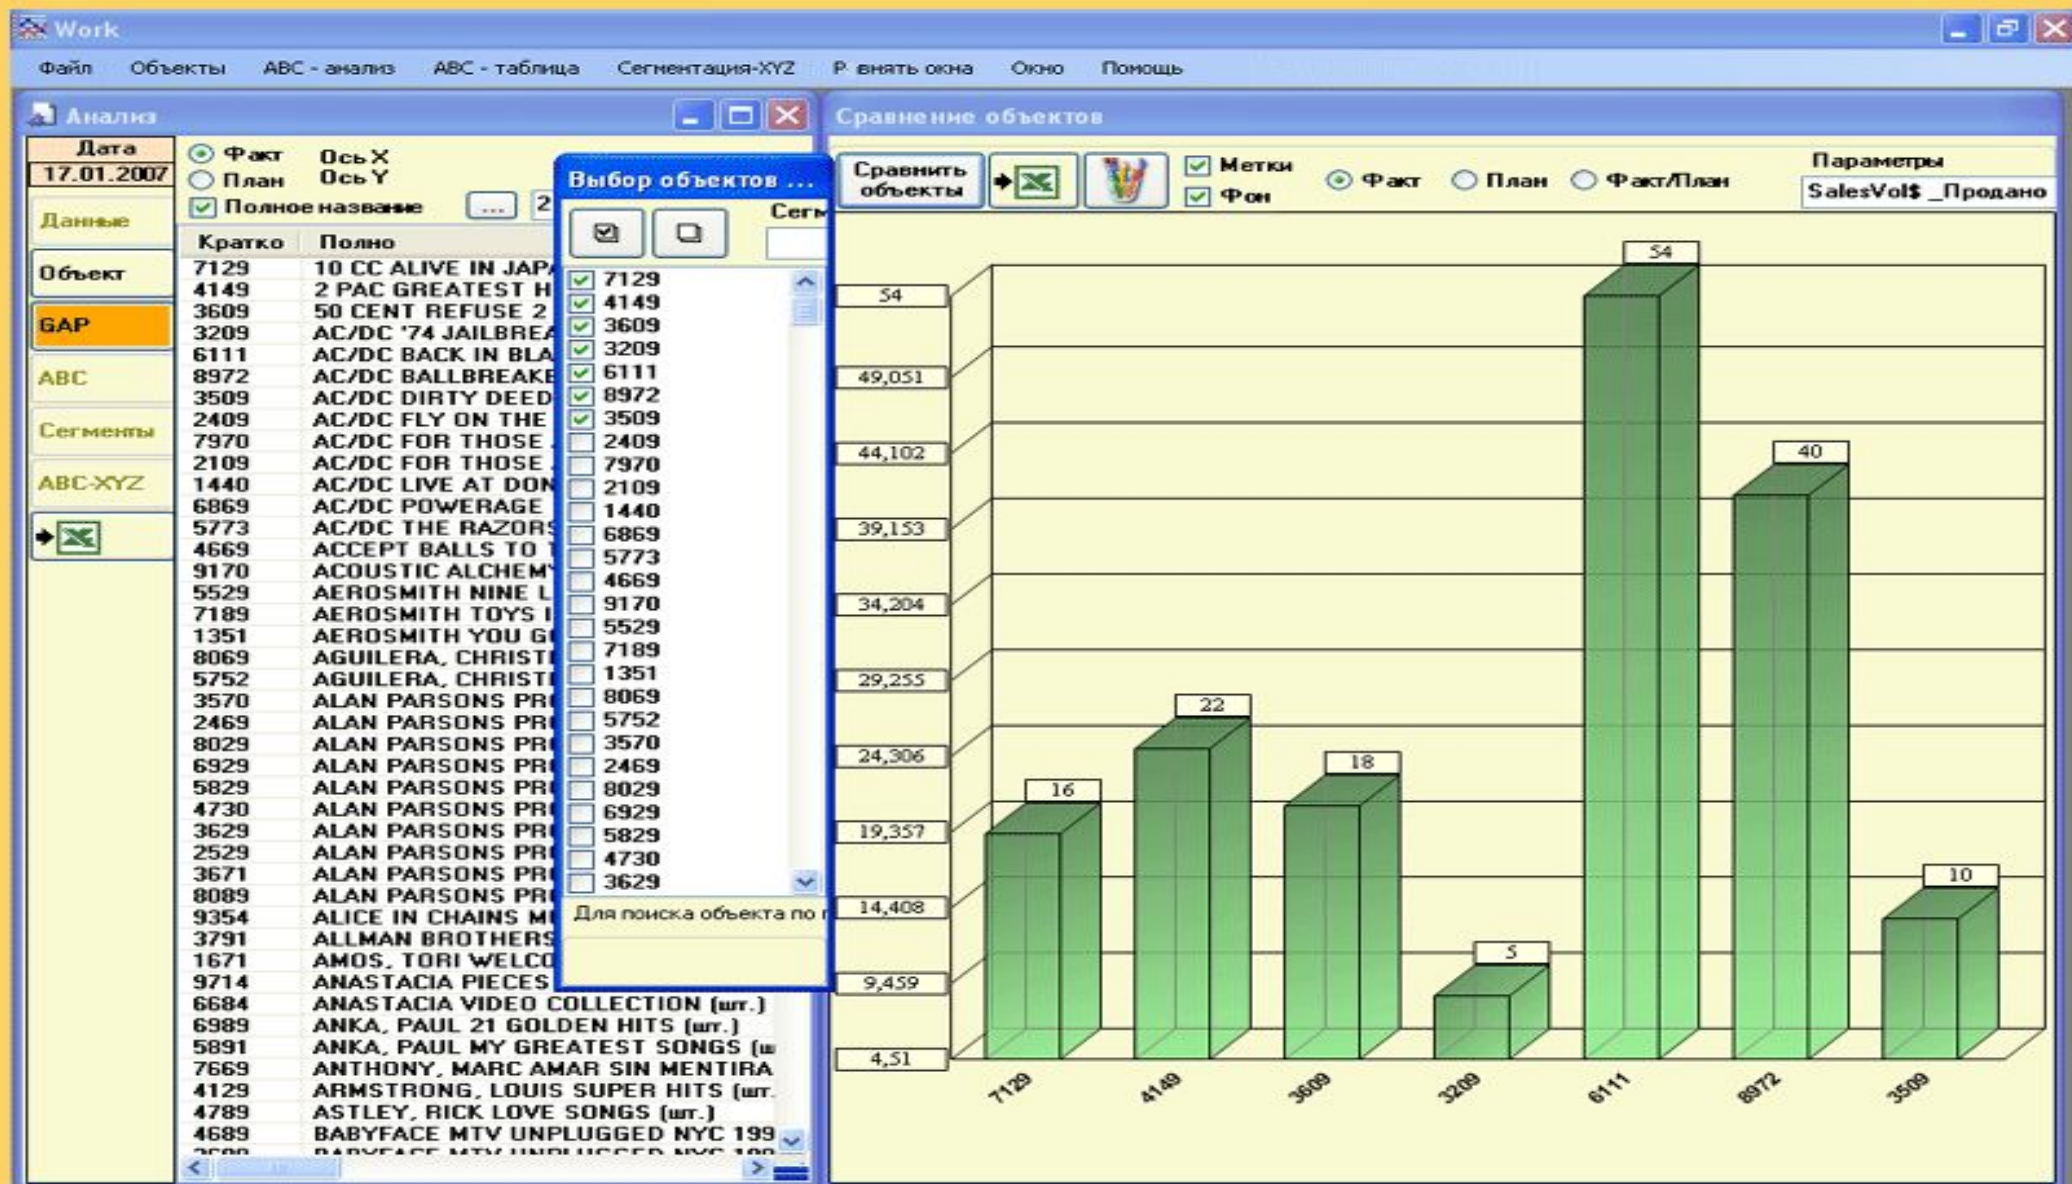 Work
Файл Объекты ABC - анализ ABC - таблица Сегментация-XYZ Р внять окна Окно Помощь
Анализ
Дата
17.01.2007
Данные
Объект
GAP
ABC
Сегменты
ABC-XYZ
Факт Ось X
План Ось Y
Полное название ... 2
Кратко Полно
7129 10 CC ALIVE IN JAPA
4149 2 PAC GREATEST H
3609 50 CENT REFUSE 2
3209 AC/DC '74 JAILBREA
6111 AC/DC BACK IN BLA
8972 AC/DC BALLBREAKE
3509 AC/DC DIRTY DEED
2409 AC/DC FLY ON THE
7970 AC/DC FOR THOSE
2109 AC/DC FOR THOSE
1440 AC/DC LIVE AT DON
6869 AC/DC POWERAGE
5773 AC/DC THE RAZORS
4669 ACCEPT BALLS TO T
9170 ACOUSTIC ALCHEMY
5529 AEROSMITH NINE L
7189 AEROSMITH TOYS I
1351 AEROSMITH YOU G
8069 AGUILERA, CHRISTI
5752 AGUILERA, CHRISTI
3570 ALAN PARSONS PR
2469 ALAN PARSONS PR
8029 ALAN PARSONS PR
6929 ALAN PARSONS PR
5829 ALAN PARSONS PR
4730 ALAN PARSONS PR
3629 ALAN PARSONS PR
2529 ALAN PARSONS PR
3671 ALAN PARSONS PR
8089 ALAN PARSONS PR
9354 ALICE IN CHAINS M
3791 ALLMAN BROTHERS
1671 AMOS, TORI WELCO
9714 ANASTACIA PIECES
6684 ANASTACIA VIDEO COLLECTION (шт.)
6989 ANKA, PAUL 21 GOLDEN HITS (шт.)
5891 ANKA, PAUL MY GREATEST SONGS (ш
7669 ANTHONY, MARC AMAR SIN MENTIRA
4129 ARMSTRONG, LOUIS SUPER HITS (шт.
4789 ASTLEY, RICK LOVE SONGS (шт.)
4689 BABYFACE MTV UNPLUGGED NYC 199
Выбор объектов ...
Сегм
7129
4149
3609
3209
6111
8972
3509
2409
7970
2109
1440
6869
5773
4669
9170
5529
7189
1351
8069
5752
3570
2469
8029
6929
5829
4730
3629
Для поиска объекта по
Сравнение объектов
Сравнить
объекты
Метки
Фон
Факт План Факт/План
Параметры
SalesVol$ _Продано
54
49,051
44,102
39,153
34,204
29,255
24,306
19,357
14,408
9,459
4,51
16
22
18
5
54
40
10
7129 4149 3609 3209 6111 8972 3509